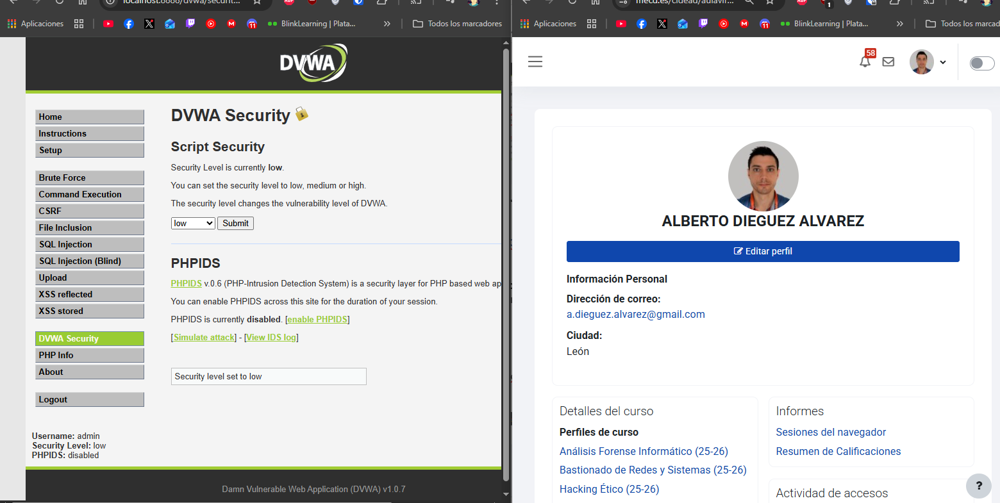 localhost:8888/dvwa/securit...
Aplicaciones
BlinkLearning | Plata...
»
Todos los marcadores
DVWA
Home
Instructions
Setup
Brute Force
Command Execution
CSRF
File Inclusion
SQL Injection
SQL Injection (Blind)
Upload
XSS reflected
XSS stored
DVWA Security
PHP Info
About
Logout
Username: admin
Security Level: low
PHPIDS: disabled
DVWA Security
Script Security
Security Level is currently low.
You can set the security level to low, medium or high.
The security level changes the vulnerability level of DVWA.
low
Submit
PHPIDS
PHPIDS v.0.6 (PHP-Intrusion Detection System) is a security layer for PHP based web ap
You can enable PHPIDS across this site for the duration of your session.
PHPIDS is currently disabled. [enable PHPIDS]
[Simulate attack] - [View IDS log]
Security level set to low
Damn Vulnerable Web Application (DVWA) v1.0.7
mecd.es/cidead/aulavir...
1
Aplicaciones
11
BlinkLearning | Plata...
»
Todos los marcad
58
ALBERTO DIEGUEZ ALVAREZ
Editar perfil
Información Personal
Dirección de correo:
a.dieguez.alvarez@gmail.com
Ciudad:
León
Detalles del curso
Perfiles de curso
Análisis Forense Informático (25-26)
Bastionado de Redes y Sistemas (25-26)
Hacking Ético (25-26)
Informes
Sesiones del navegador
Resumen de Calificaciones
Actividad de accesos
?